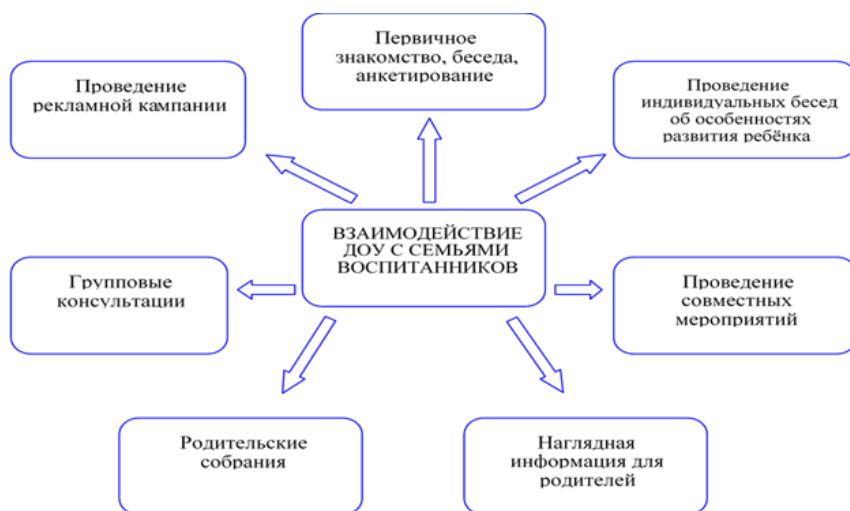 Первичное
знакомство, беседа,
анкетирование
Проведение
рекламной кампании
Проведение
индивидуальных бесед
об особенностях
развития ребёнка
ВЗАИМОДЕЙСТВИЕ
ДОУ С СЕМЬЯМИ
ВОСПИТАННИКОВ
Групповые
консультации
Проведение
совместных
мероприятий
Родительские
собрания
Наглядная
информация для
родителей